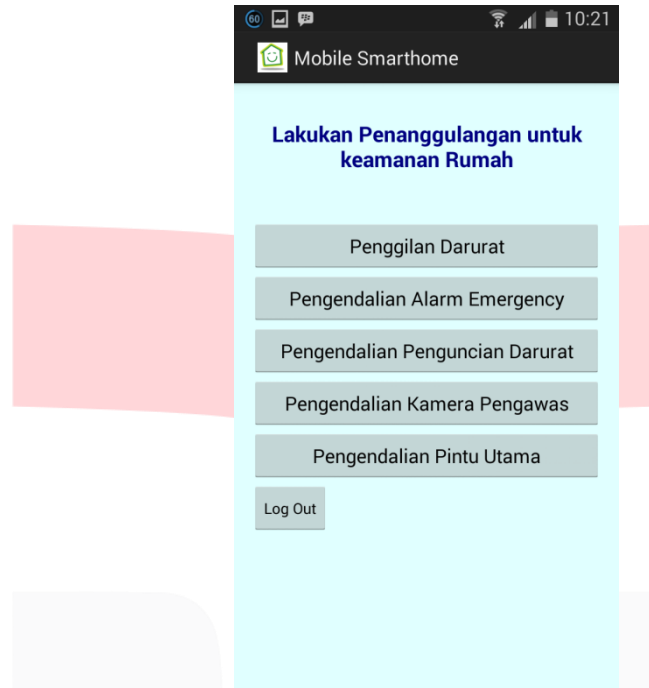 60
10:21
Mobile Smarthome
Lakukan Penanggulangan untuk
keamanan Rumah
Penggilan Darurat
Pengendalian Alarm Emergency
Pengendalian Penguncian Darurat
Pengendalian Kamera Pengawas
Pengendalian Pintu Utama
Log Out